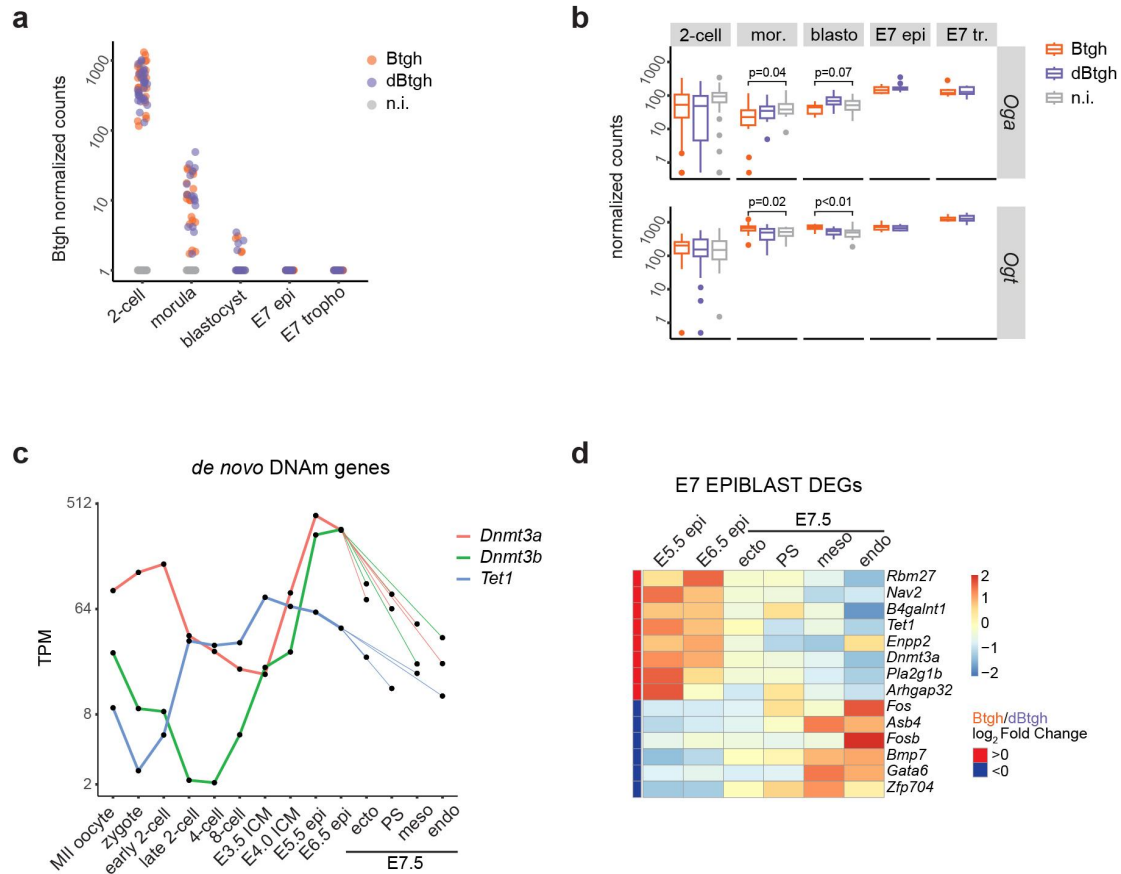 a
Btgh normalized counts
1000
100
10
1
2-cell
morula
blastocyst
E7 epi
E7 tropho
Btgh
dBtgh
n.i.
b
2-cell
mor.
blasto
E7 epi
E7 tr.
normalized counts
1000
100
10
1
p=0.04
p=0.07
Oga
1000
100
10
1
p=0.02
p<0.01
Ogt
Btgh
dBtgh
n.i.
c
de novo DNAm genes
TPM
512
64
8
2
MII oocyte
zygote
early 2-cell
late 2-cell
4-cell
8-cell
E3.5 ICM
E4.0 ICM
E5.5 epi
E6.5 epi
ecto
PS
meso
endo
E7.5
Dnmt3a
Dnmt3b
Tet1
d
E7 EPIBLAST DEGs
E7.5
E5.5 epi
E6.5 epi
ecto
PS
meso
endo
Rbm27
Nav2
B4galnt1
Tet1
Enpp2
Dnmt3a
Pla2g1b
Arhgap32
Fos
Asb4
Fosb
Bmp7
Gata6
Zfp704
2
1
0
−1
−2
Btgh/dBtgh
log2 Fold Change
>0
<0